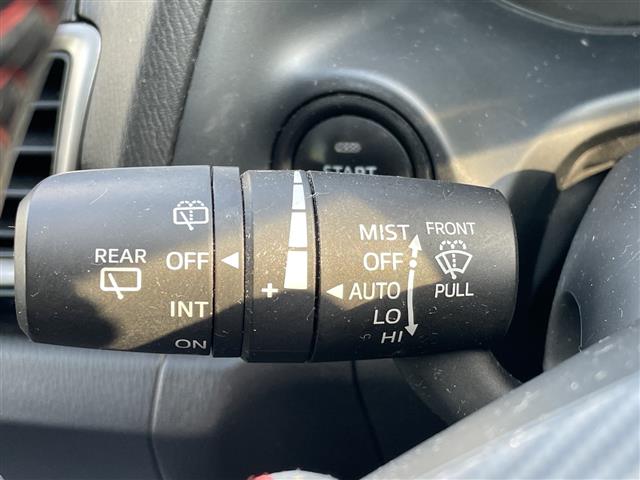 START
REAR
OFF
INT
ON
+
MIST
OFF
AUTO
LO
HI
FRONT
PULL